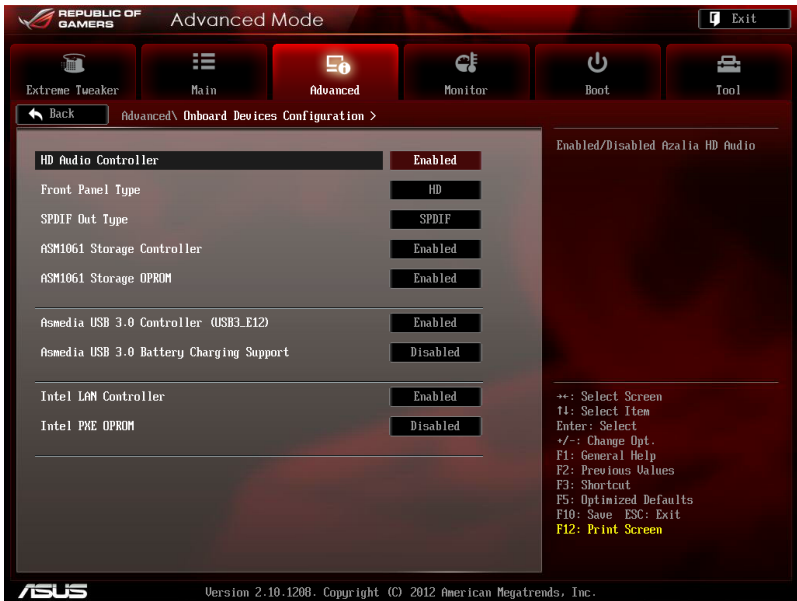 REPUBLIC OF
GAMERS
Advanced Mode
Exit
Extreme Tweaker
Main
Advanced
Monitor
Boot
Tool
Back
Advanced\ Onboard Devices Configuration >
HD Audio Controller Enabled
Front Panel Type HD
SPDIF Out Type SPDIF
ASM1061 Storage Controller Enabled
ASM1061 Storage OPROM Enabled
Asmedia USB 3.0 Controller (USB3_E12) Enabled
Asmedia USB 3.0 Battery Charging Support Disabled
Intel LAN Controller Enabled
Intel PXE OPROM Disabled
Enabled/Disabled Azalia HD Audio
→←: Select Screen
↑↓: Select Item
Enter: Select
+/-: Change Opt.
F1: General Help
F2: Previous Values
F3: Shortcut
F5: Optimized Defaults
F10: Save ESC: Exit
F12: Print Screen
ASUS
Version 2.10.1208. Copyright (C) 2012 American Megatrends, Inc.